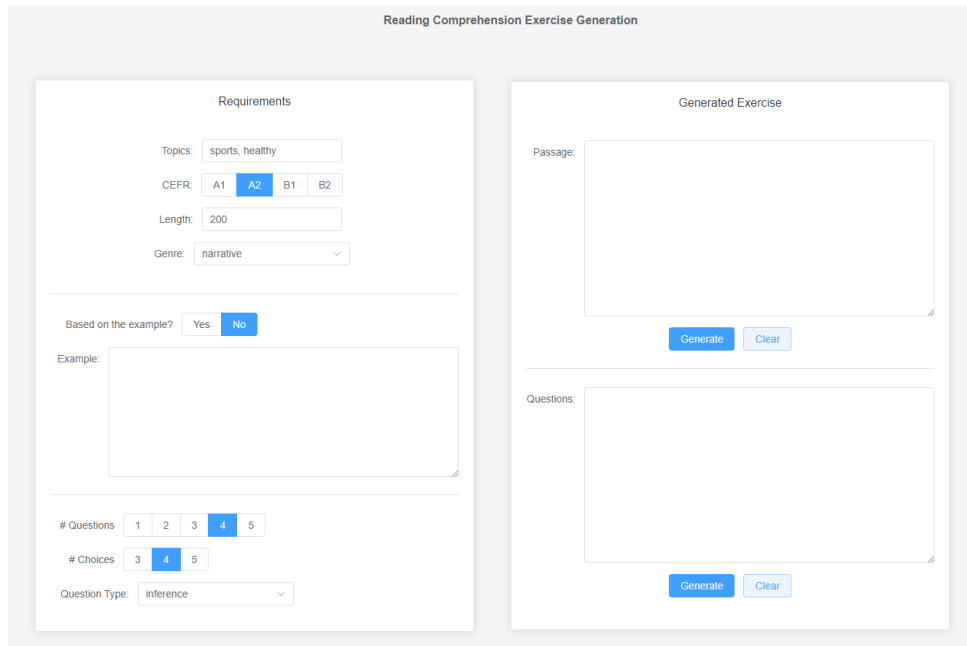 Reading Comprehension Exercise Generation
Requirements
Topics: sports, healthy
CEFR: A1 A2 B1 B2
Length: 200
Genre: narrative
Based on the example? Yes No
Example:
# Questions 1 2 3 4 5
# Choices 3 4 5
Question Type: inference
Generated Exercise
Passage:
Generate Clear
Questions:
Generate Clear